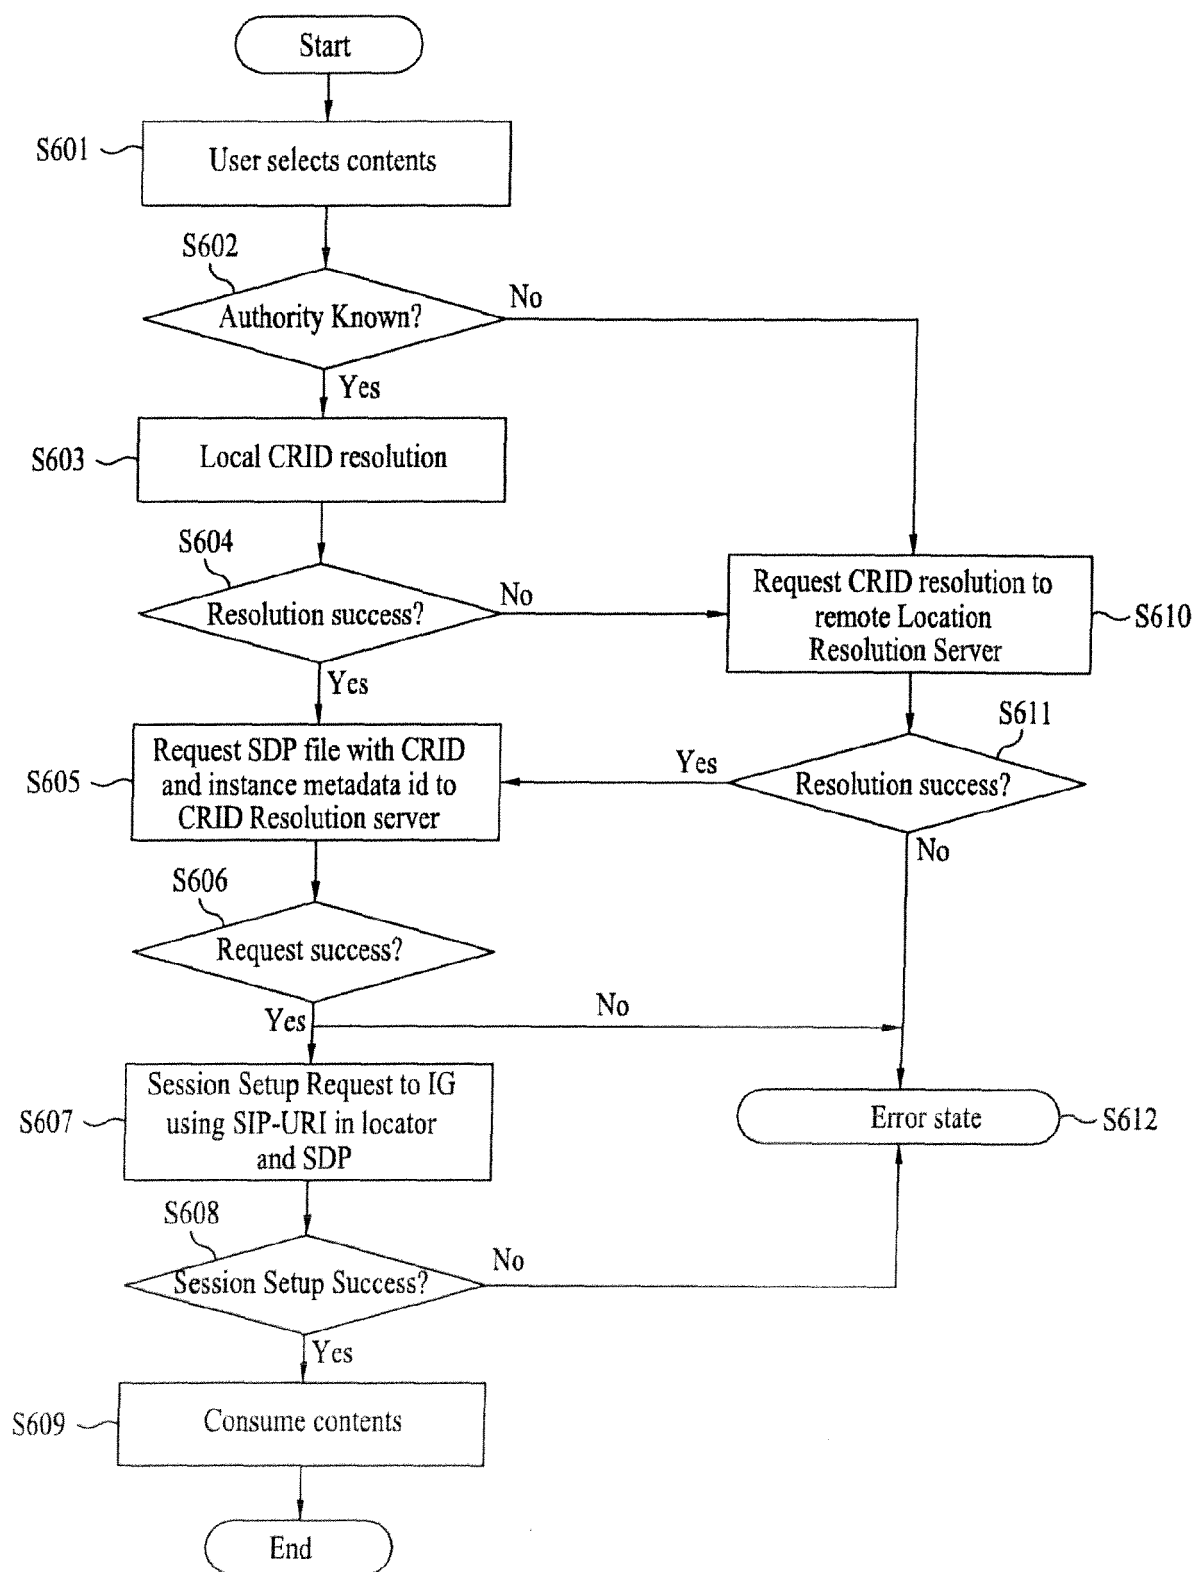 Start
S601
User selects contents
S602
Authority Known?
No
Yes
S603
Local CRID resolution
S604
Resolution success?
No
Yes
Request CRID resolution to
remote Location
Resolution Server
S610
S611
Resolution success?
Yes
No
S605
Request SDP file with CRID
and instance metadata id to
CRID Resolution server
S606
Request success?
Yes
No
S607
Session Setup Request to IG
using SIP-URI in locator
and SDP
Error state
S612
S608
Session Setup Success?
No
Yes
S609
Consume contents
End